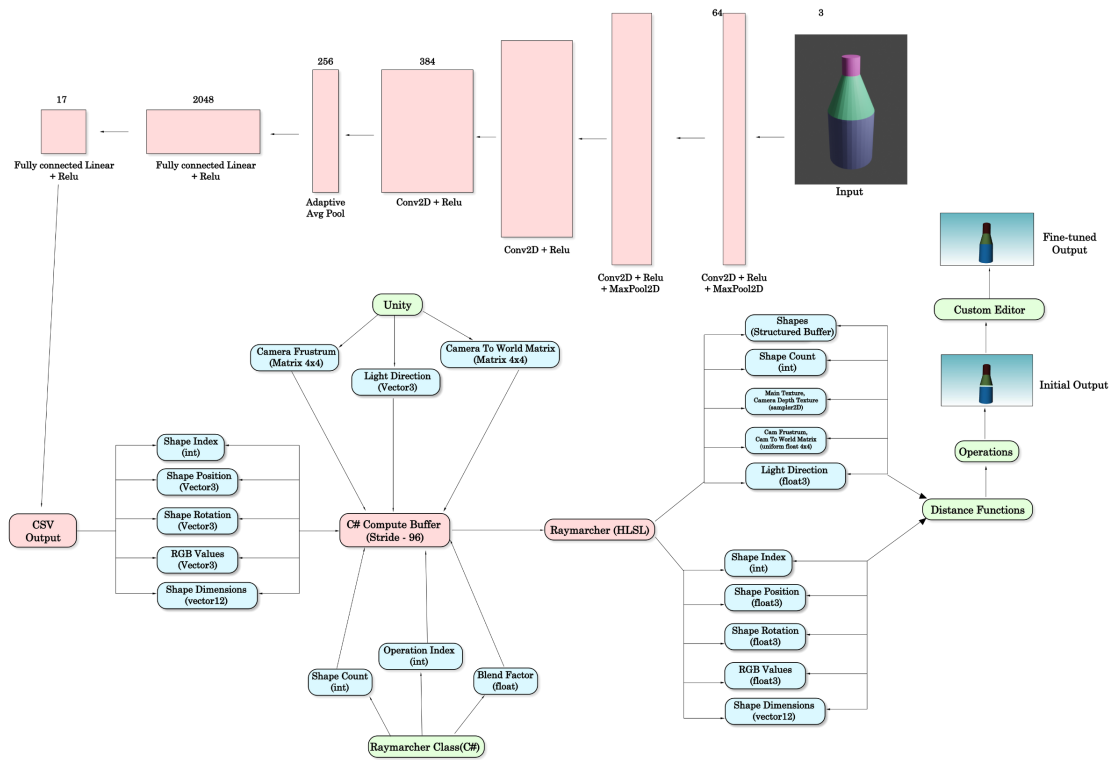 64
3
256
384
17
2048
Fully connected Linear
+ Relu
Fully connected Linear
+ Relu
Adaptive
Avg Pool
Conv2D + Relu
Conv2D + Relu
Conv2D + Relu
+ MaxPool2D
Conv2D + Relu
+ MaxPool2D
Input
Fine-tuned
Output
Custom Editor
Initial Output
Operations
Distance Functions
Unity
Camera Frustrum
(Matrix 4x4)
Light Direction
(Vector3)
Camera To World Matrix
(Matrix 4x4)
Shapes
(Structured Buffer)
Shape Count
(int)
Main Texture,
Camera Depth Texture
(sampler2D)
Cam Frustrum,
Cam To World Matrix
(uniform float 4x4)
Light Direction
(float3)
CSV
Output
Shape Index
(int)
Shape Position
(Vector3)
Shape Rotation
(Vector3)
RGB Values
(Vector3)
Shape Dimensions
(vector12)
C# Compute Buffer
(Stride - 96)
Raymarcher (HLSL)
Shape Index
(int)
Shape Position
(float3)
Shape Rotation
(float3)
RGB Values
(float3)
Shape Dimensions
(vector12)
Shape Count
(int)
Operation Index
(int)
Blend Factor
(float)
Raymarcher Class(C#)